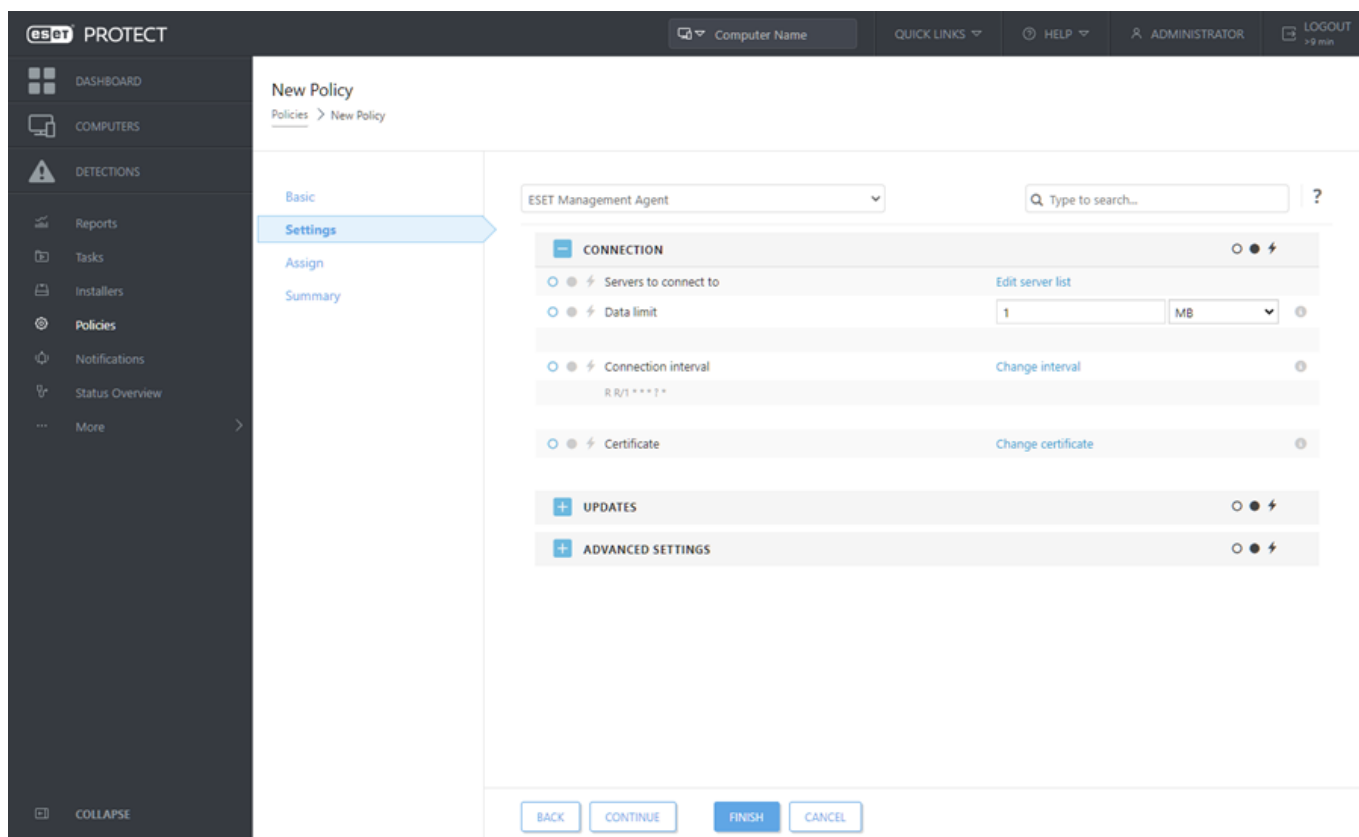 eset PROTECT
Computer Name
QUICK LINKS
HELP
ADMINISTRATOR
LOGOUT
>9 min
DASHBOARD
COMPUTERS
DETECTIONS
Reports
Tasks
Installers
Policies
Notifications
Status Overview
More
COLLAPSE
New Policy
Policies > New Policy
Basic
Settings
Assign
Summary
ESET Management Agent
Type to search...
?
CONNECTION
Servers to connect to Edit server list
Data limit 1 MB
Connection interval Change interval
R R/1 * * * ? *
Certificate Change certificate
UPDATES
ADVANCED SETTINGS
BACK CONTINUE FINISH CANCEL